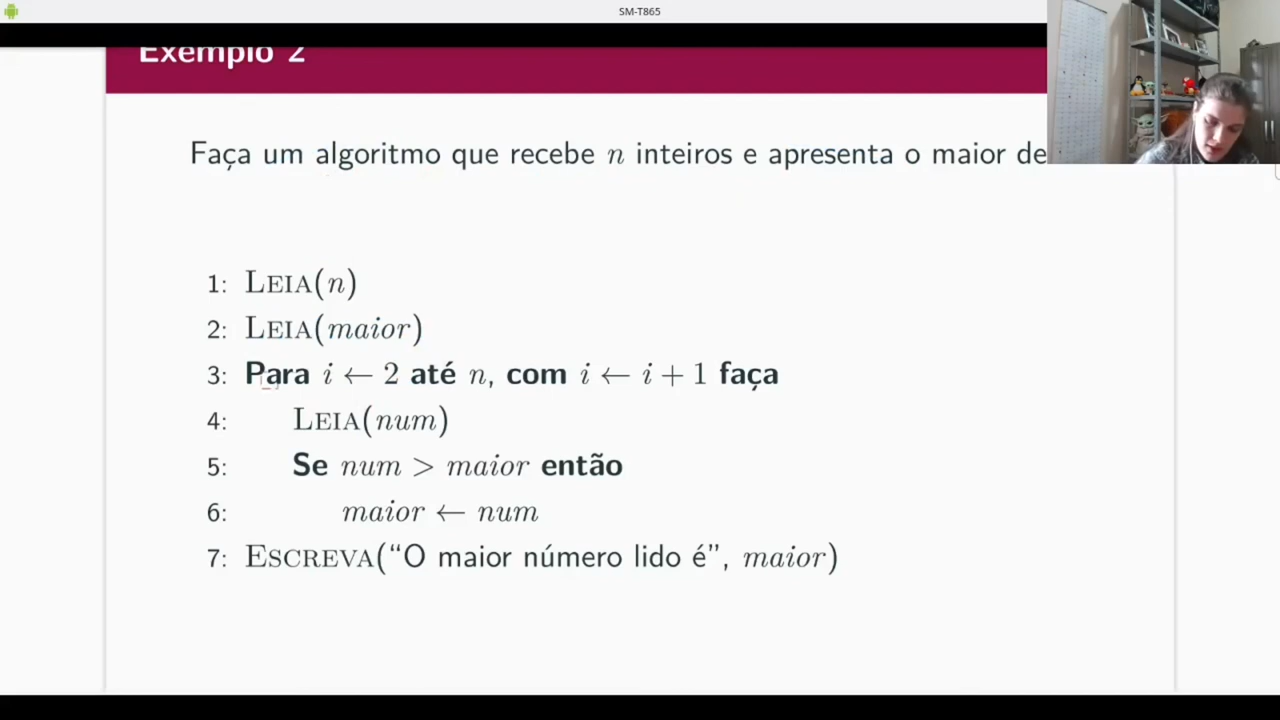 SM-T865
Exemplo 2
Faça um algoritmo que recebe n inteiros e apresenta o maior de
1: LEIA(n)
2: LEIA(maior)
3: Para i ← 2 até n, com i ← i + 1 faça
4: LEIA(num)
5: Se num > maior então
6: maior ← num
7: ESCREVA(“O maior número lido é”, maior)